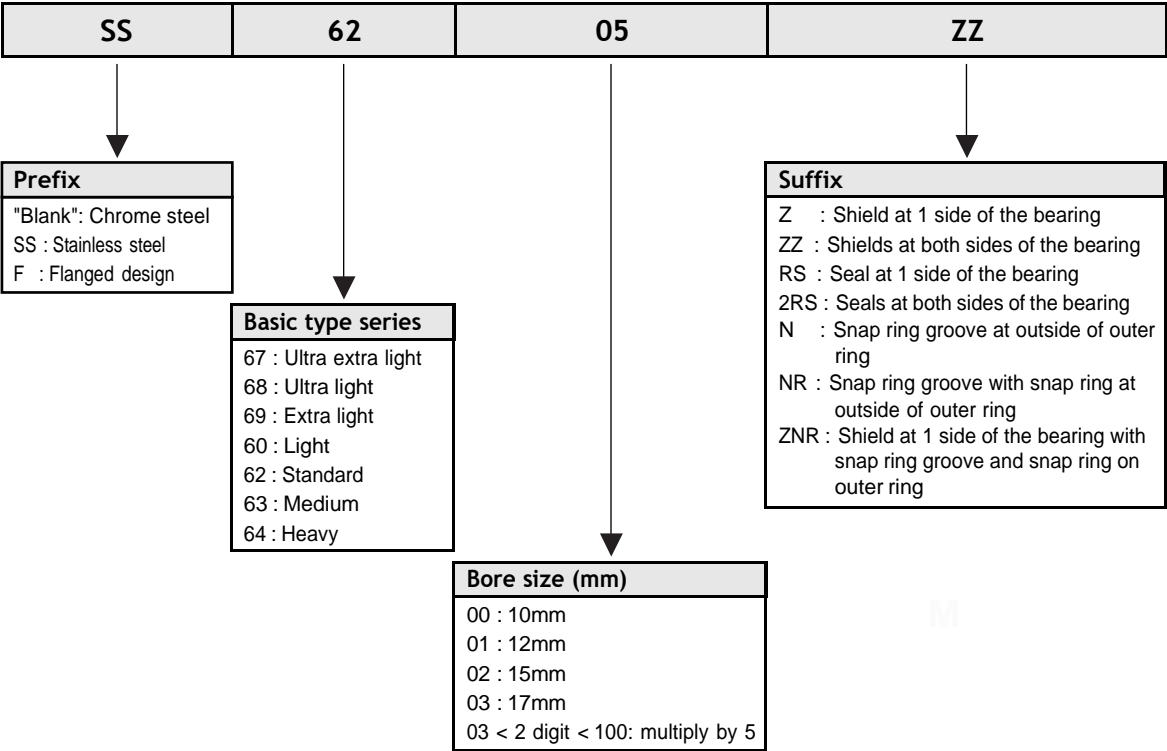 SS 62 05 ZZ
Prefix
"Blank": Chrome steel
SS : Stainless steel
F : Flanged design
Basic type series
67 : Ultra extra light
68 : Ultra light
69 : Extra light
60 : Light
62 : Standard
63 : Medium
64 : Heavy
Bore size (mm)
00 : 10mm
01 : 12mm
02 : 15mm
03 : 17mm
03 < 2 digit < 100: multiply by 5
Suffix
Z : Shield at 1 side of the bearing
ZZ : Shields at both sides of the bearing
RS : Seal at 1 side of the bearing
2RS : Seals at both sides of the bearing
N : Snap ring groove at outside of outer
ring
NR : Snap ring groove with snap ring at
outside of outer ring
ZNR : Shield at 1 side of the bearing with
snap ring groove and snap ring on
outer ring
M